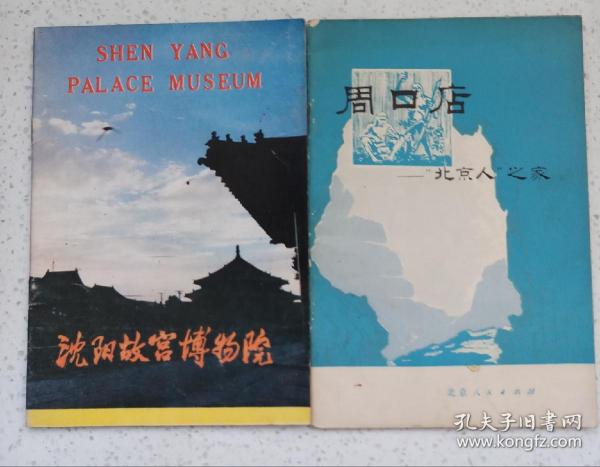 SHEN YANG
PALACE MUSEUM
沈阳故宫博物院
周口店
——"北京人"之家
北京人民出版社
孔夫子旧书网
www.kongfz.com